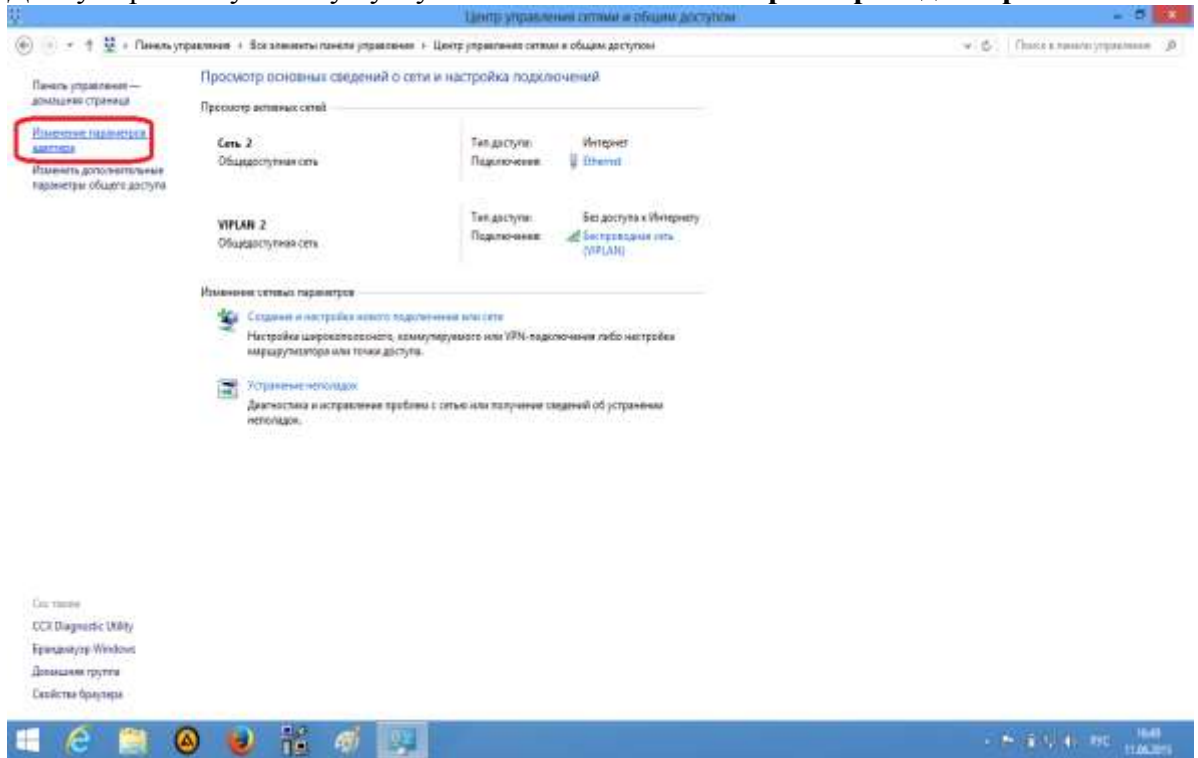 Центр управления сетями и общим доступом
Панель управления
Все элементы панели управления
Центр управления сетями и общим доступом
Поиск в панели управления
Панель управления —
домашняя страница
Изменение параметров
адаптера
Изменить дополнительные
параметры общего доступа
Просмотр основных сведений о сети и настройка подключений
Просмотр активных сетей
Сеть 2
Общедоступная сеть
Тип доступа: Интернет
Подключения: Ethernet
VIPLAN 2
Общедоступная сеть
Тип доступа: Без доступа к Интернету
Подключения: Беспроводная сеть
(VIPLAN)
Изменение сетевых параметров
Создание и настройка нового подключения или сети
Настройка широкополосного, коммутируемого или VPN-подключения либо настройка
маршрутизатора или точки доступа.
Устранение неполадок
Диагностика и исправление проблем с сетью или получение сведений об устранении
неполадок.
См. также
CCX Diagnostic Utility
Брандмауэр Windows
Домашняя группа
Свойства браузера
РУС
16:49
11.06.2015